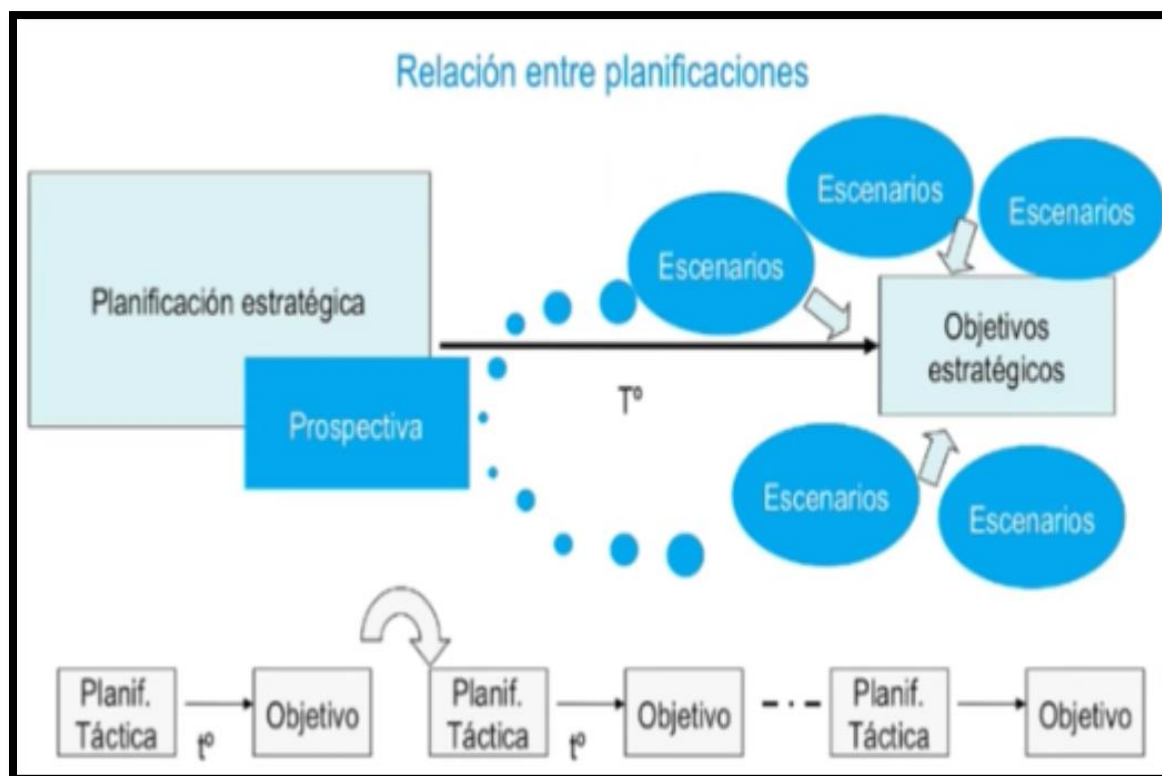 Relación entre planificaciones
Escenarios
Escenarios
Escenarios
Planificación estratégica
Objetivos
estratégicos
Prospectiva
Tº
Escenarios
Escenarios
Planif.
Táctica
tº
Objetivo
Planif.
Táctica
tº
Objetivo
Planif.
Táctica
Objetivo